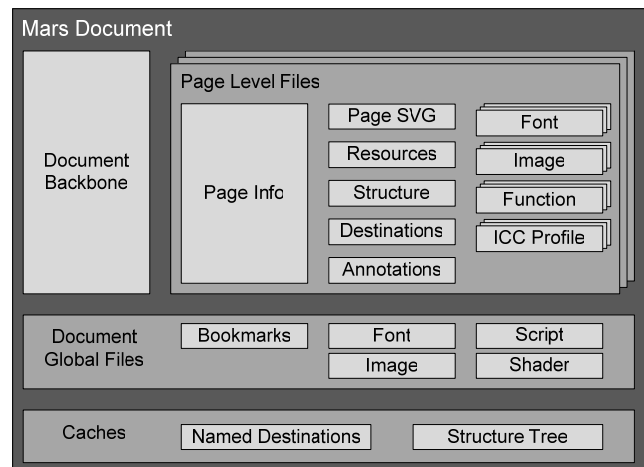 Mars Document
Document
Backbone
Page Level Files
Page Info
Page SVG
Resources
Structure
Destinations
Annotations
Font
Image
Function
ICC Profile
Document
Global Files
Bookmarks
Font
Script
Image
Shader
Caches
Named Destinations
Structure Tree